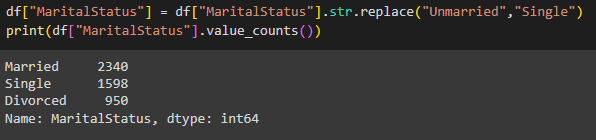 df["MaritalStatus"] = df["MaritalStatus"].str.replace("Unmarried","Single")
print(df["MaritalStatus"].value_counts())
Married     2340
Single      1598
Divorced     950
Name: MaritalStatus, dtype: int64